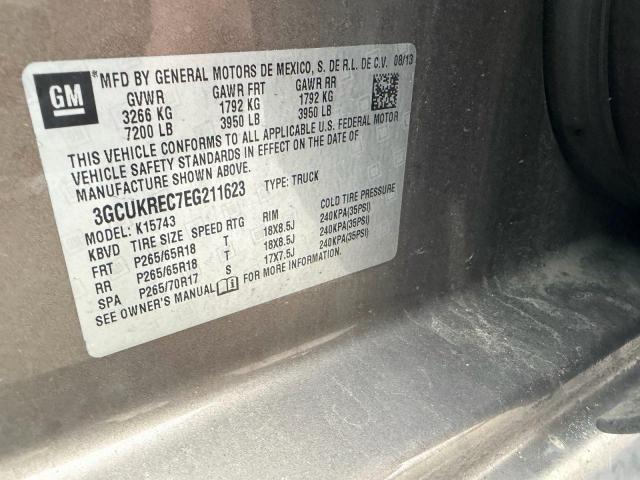 GM
*MFD BY GENERAL MOTORS DE MEXICO, S. DE R.L. DE C.V. 08/13
GVWR GAWR FRT GAWR RR
3266 KG 1792 KG 1792 KG
7200 LB 3950 LB 3950 LB
THIS VEHICLE CONFORMS TO ALL APPLICABLE U.S. FEDERAL MOTOR
VEHICLE SAFETY STANDARDS IN EFFECT ON THE DATE OF
MANUFACTURE SHOWN ABOVE.
3GCUKREC7EG211623 TYPE: TRUCK
MODEL: K15743
KBVD TIRE SIZE SPEED RTG RIM COLD TIRE PRESSURE
FRT P265/65R18 T 18X8.5J 240KPA(35PSI)
RR P265/65R18 T 18X8.5J 240KPA(35PSI)
SPA P265/70R17 S 17X7.5J 240KPA(35PSI)
SEE OWNER'S MANUAL FOR MORE INFORMATION.